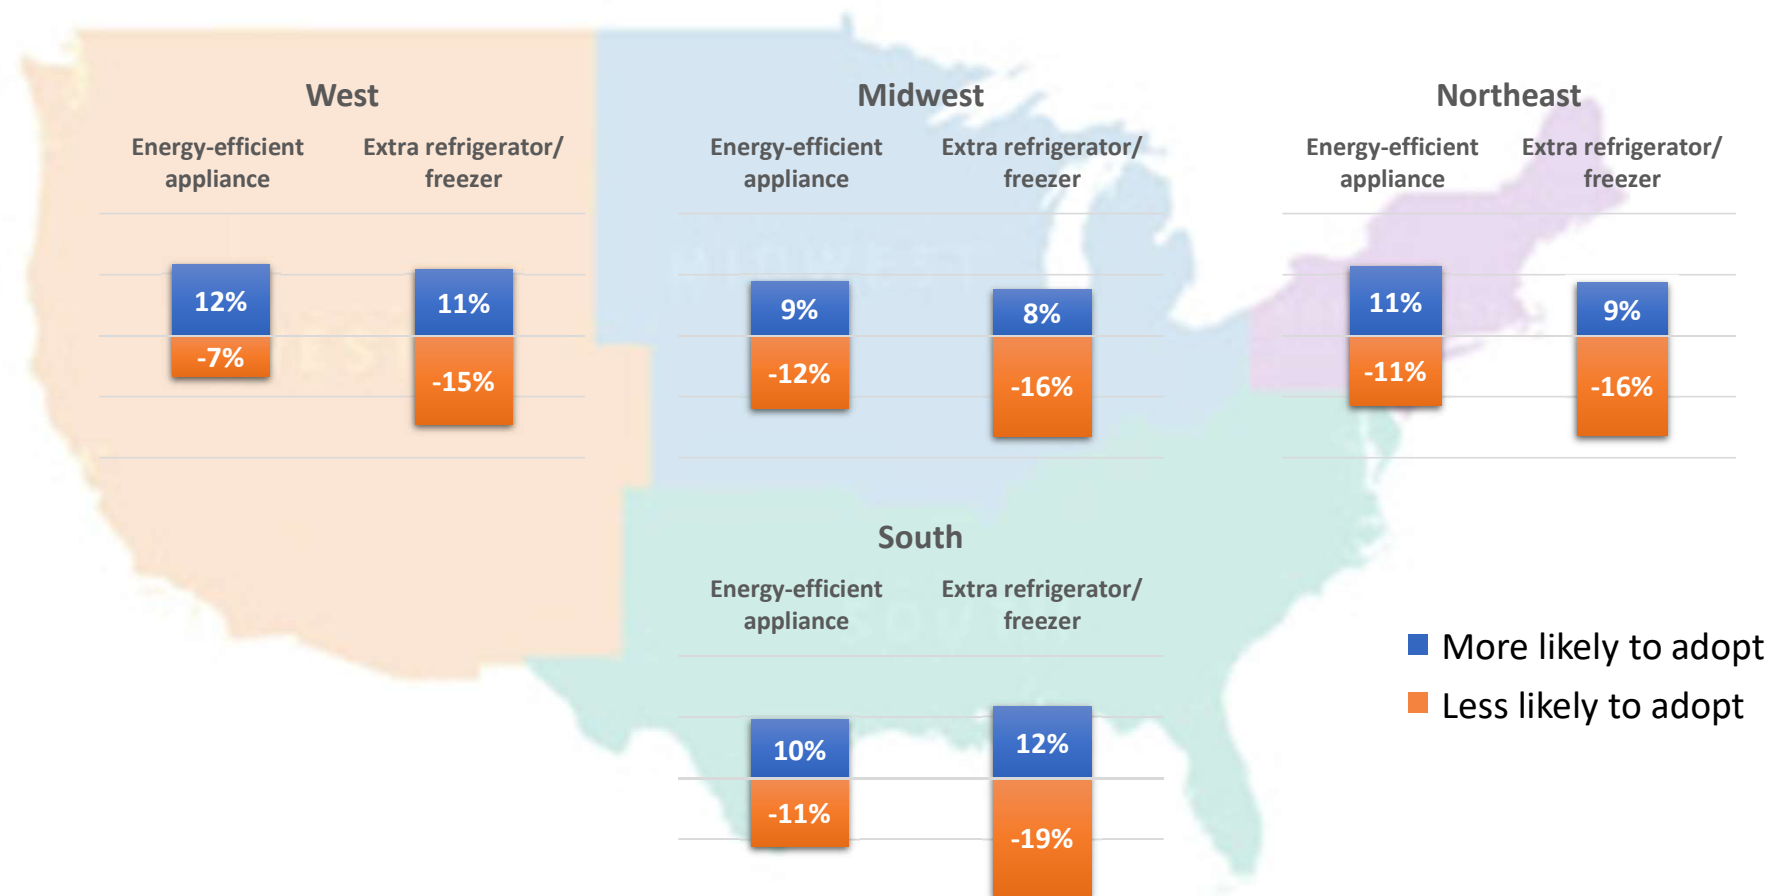 West
Energy-efficient
appliance
Extra refrigerator/
freezer
12%
11%
-7%
-15%
Midwest
Energy-efficient
appliance
Extra refrigerator/
freezer
MIDWEST
9%
8%
-12%
-16%
Northeast
Energy-efficient
appliance
Extra refrigerator/
freezer
11%
9%
-11%
-16%
South
Energy-efficient
appliance
Extra refrigerator/
freezer
10%
12%
-11%
-19%
More likely to adopt
Less likely to adopt